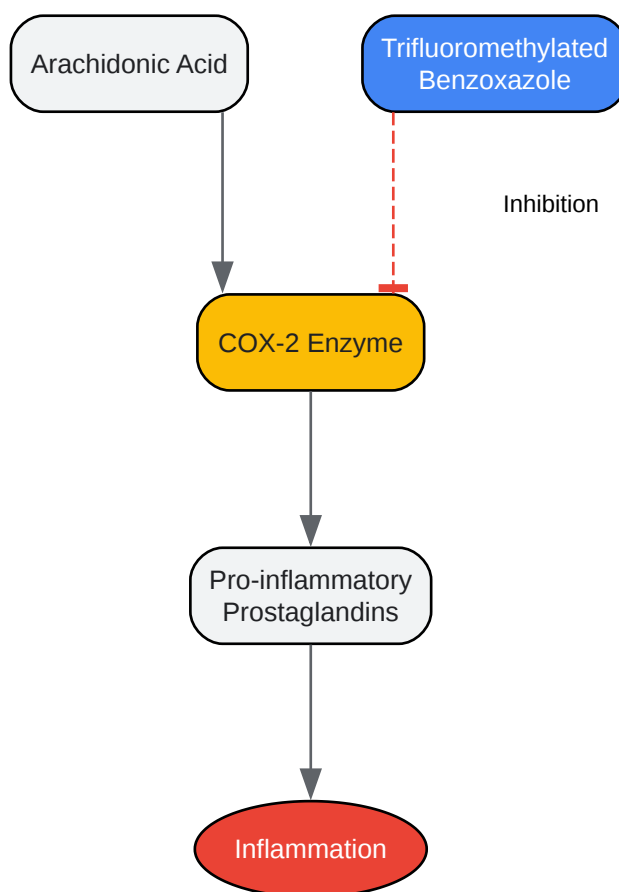 Arachidonic Acid
Trifluoromethylated
Benzoxazole
Inhibition
COX-2 Enzyme
Pro-inflammatory
Prostaglandins
Inflammation